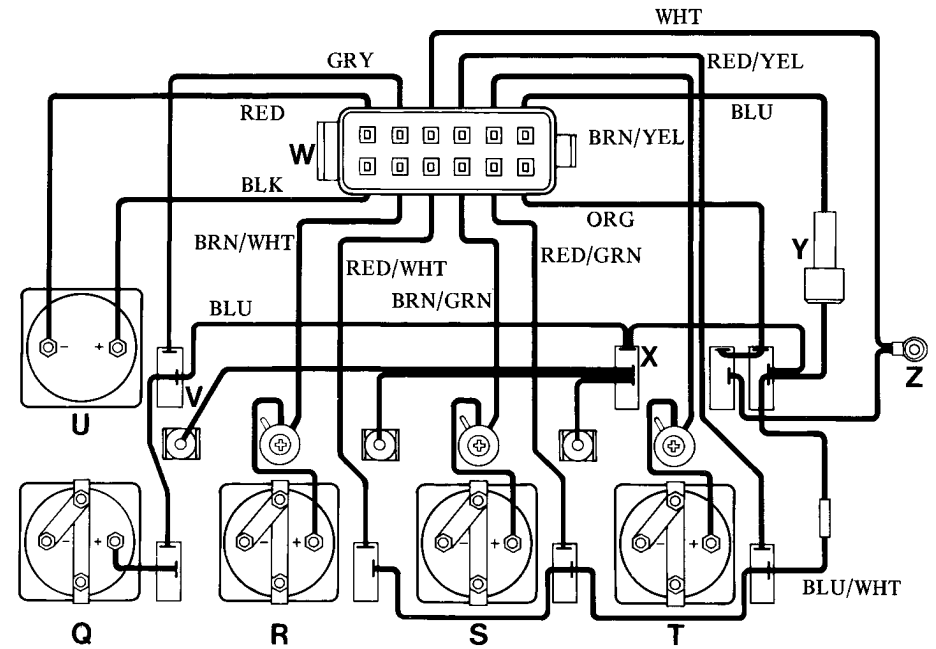 WHT
GRY
RED/YEL
RED
BLU
BRN/YEL
W
BLK
ORG
BRN/WHT
RED/WHT
RED/GRN
Y
BRN/GRN
BLU
- +
X
Z
V
U
- +
- +
- +
- +
BLU/WHT
Q
R
S
T